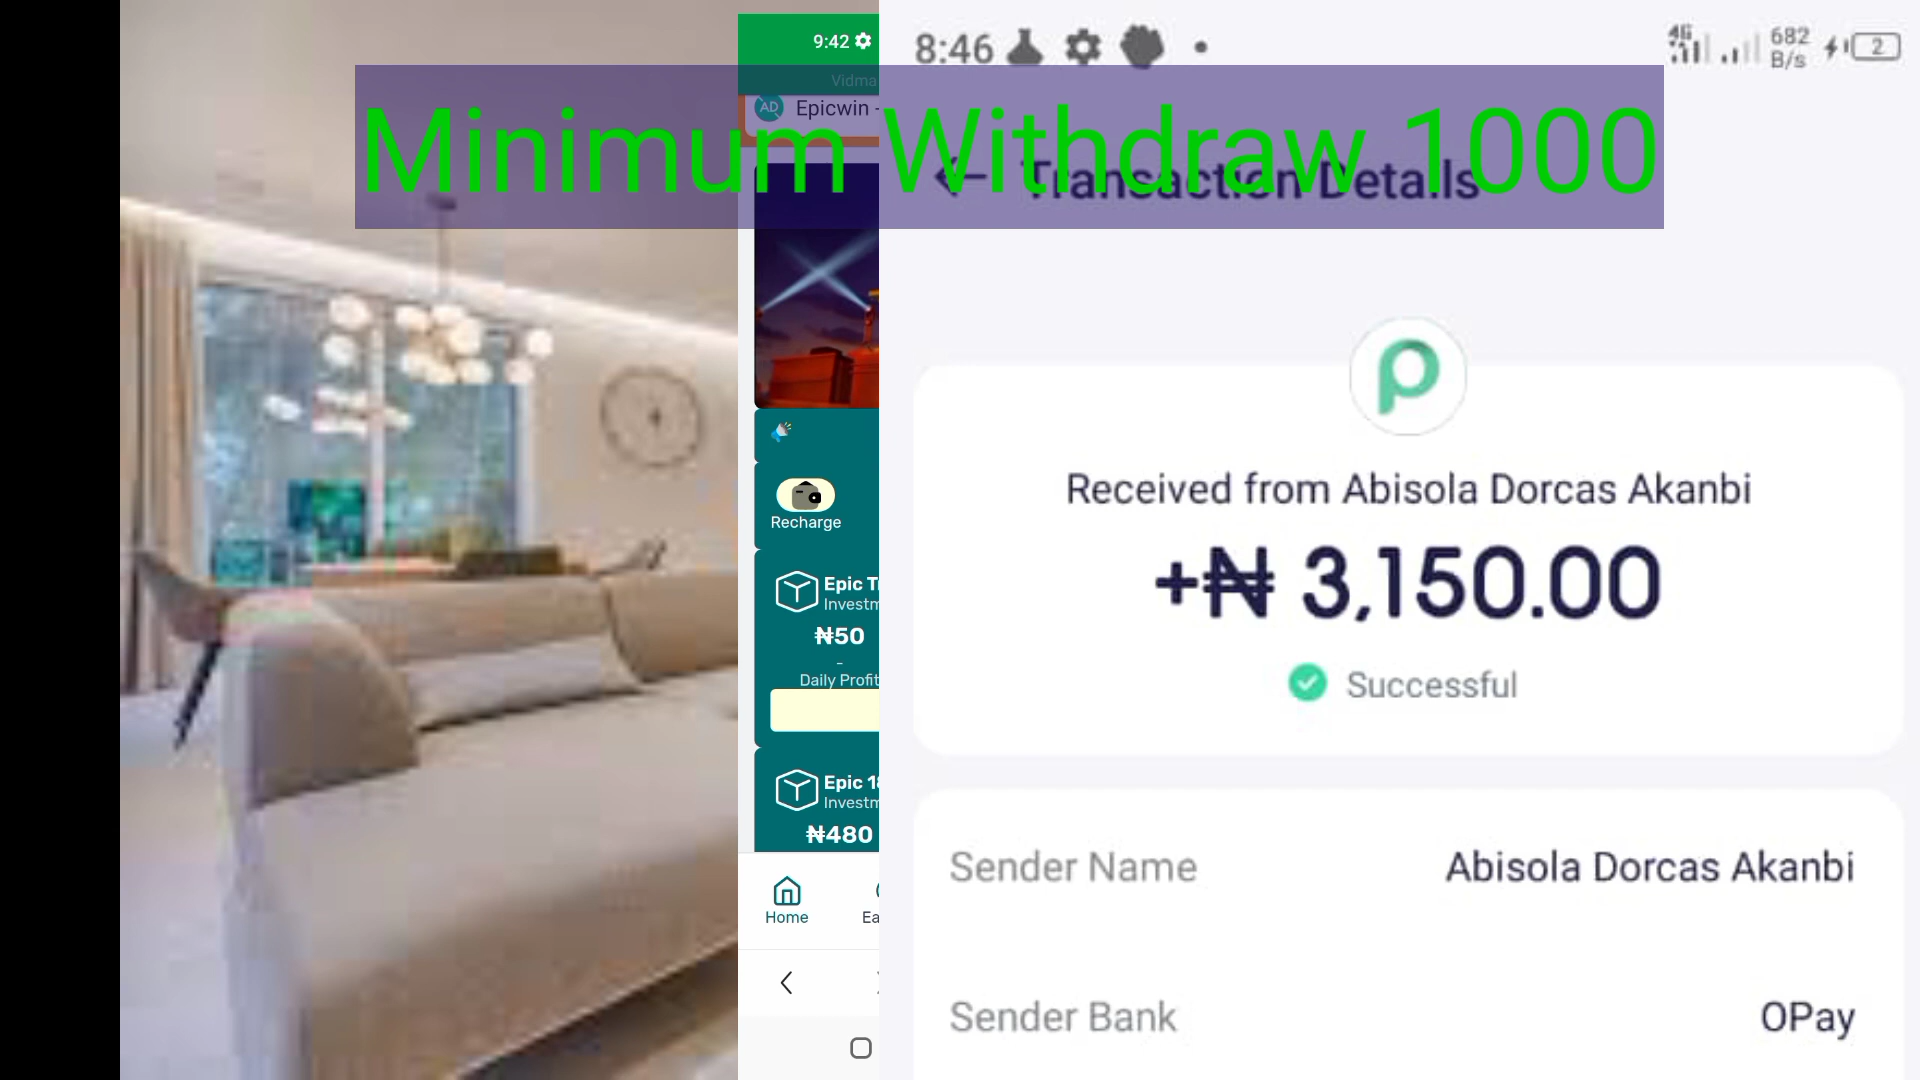 9:42
8:46
4G
682
B/s
2
Vidma
AD
Epicwin -
Minimum Withdraw 1000
Transaction Details
Received from Abisola Dorcas Akanbi
+₦ 3,150.00
Successful
Recharge
Epic
Investm
₦50
-
Daily Profit
Epic
Investm
₦480
Home
Sender Name
Abisola Dorcas Akanbi
Sender Bank
OPay